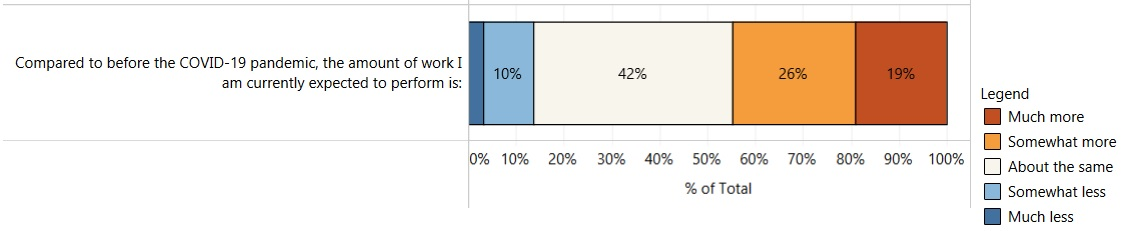 Compared to before the COVID-19 pandemic, the amount of work I
am currently expected to perform is:
10%
42%
26%
19%
0%
10%
20%
30%
40%
50%
60%
70%
80%
90%
100%
% of Total
Legend
Much more
Somewhat more
About the same
Somewhat less
Much less